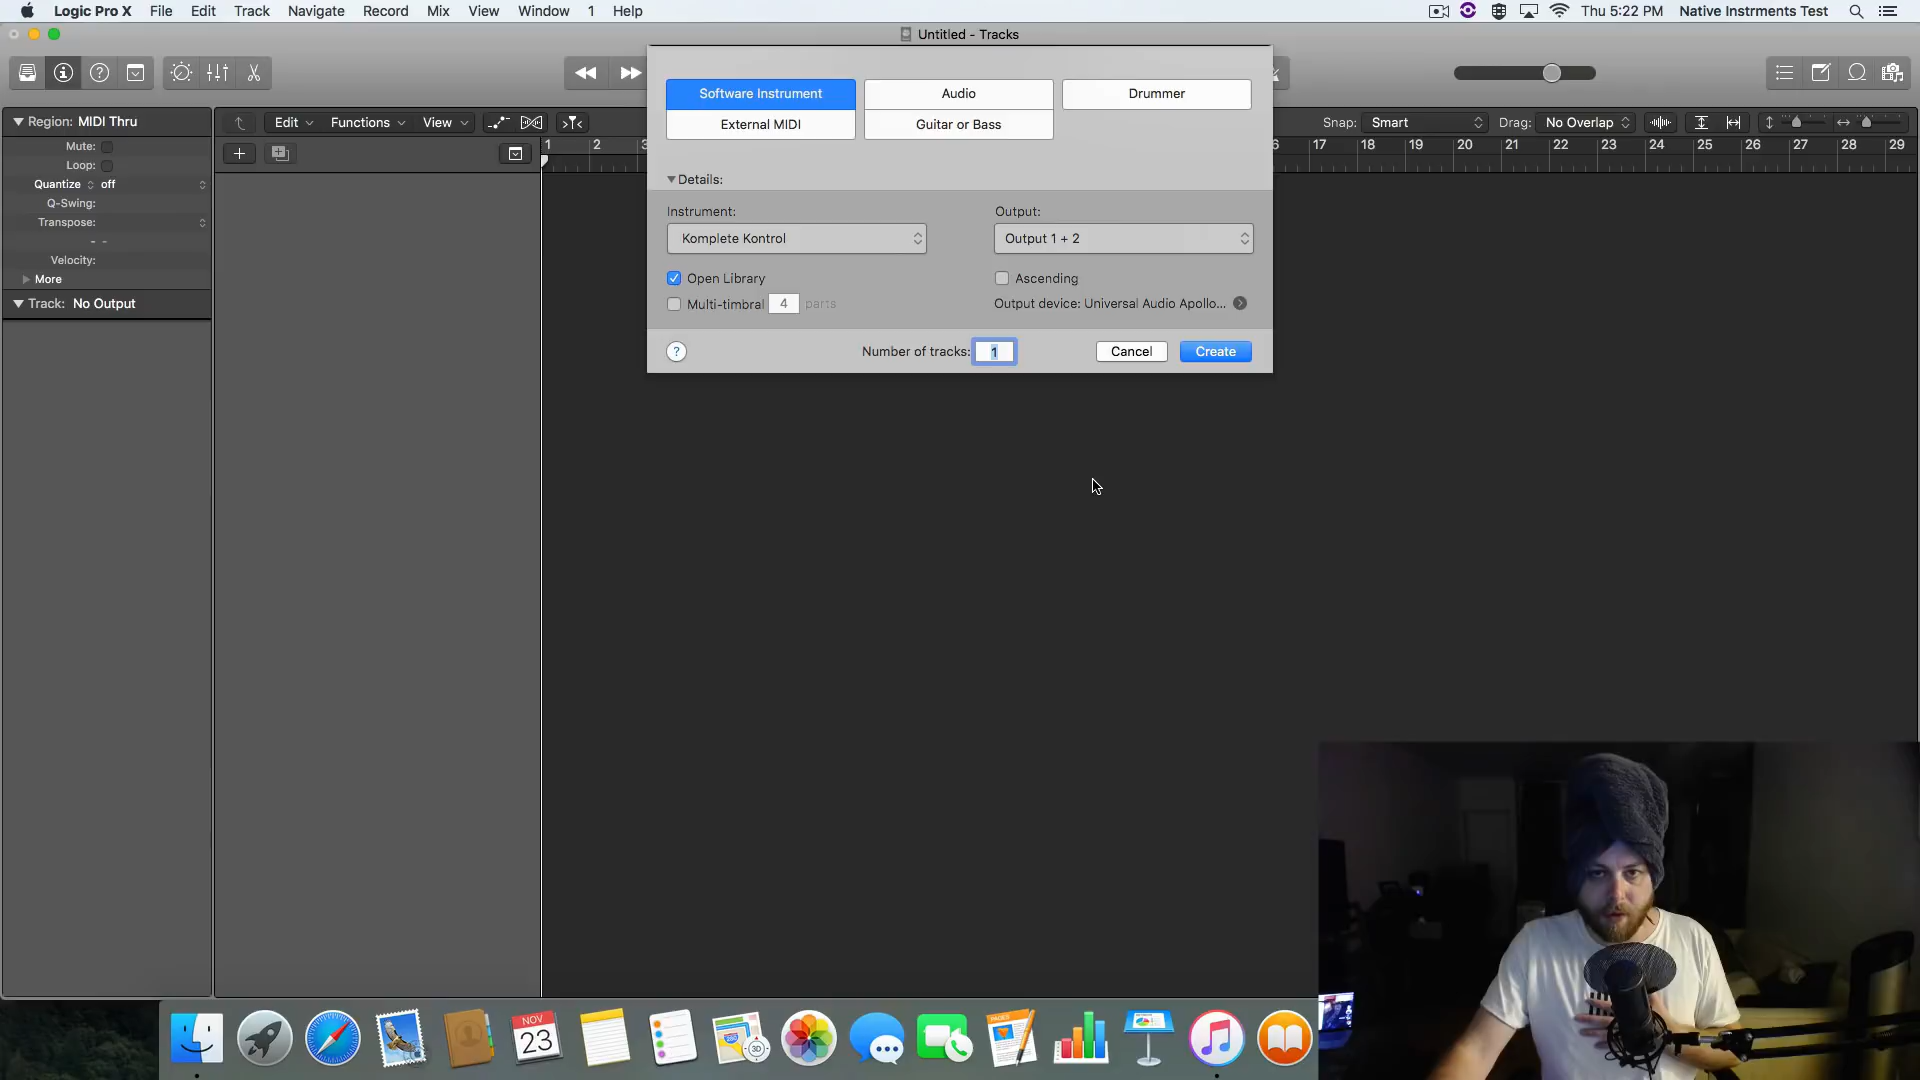 Logic Pro X File Edit Track Navigate Record Mix View Window 1 Help Thu 5:22 PM Native Instrments Test
Untitled - Tracks
Software Instrument Audio Drummer
External MIDI Guitar or Bass
Region: MIDI Thru
Edit Functions View
Snap: Smart Drag: No Overlap
Mute:
Loop:
Quantize off
Q-Swing:
Transpose:
- -
Velocity:
More
Track: No Output
1 2 3 6 17 18 19 20 21 22 23 24 25 26 27 28 29
Details:
Instrument: Output:
Komplete Kontrol Output 1 + 2
Open Library Ascending
Multi-timbral 4 parts Output device: Universal Audio Apollo...
? Number of tracks: 1 Cancel Create
NOV
23
280
3D
PAGES